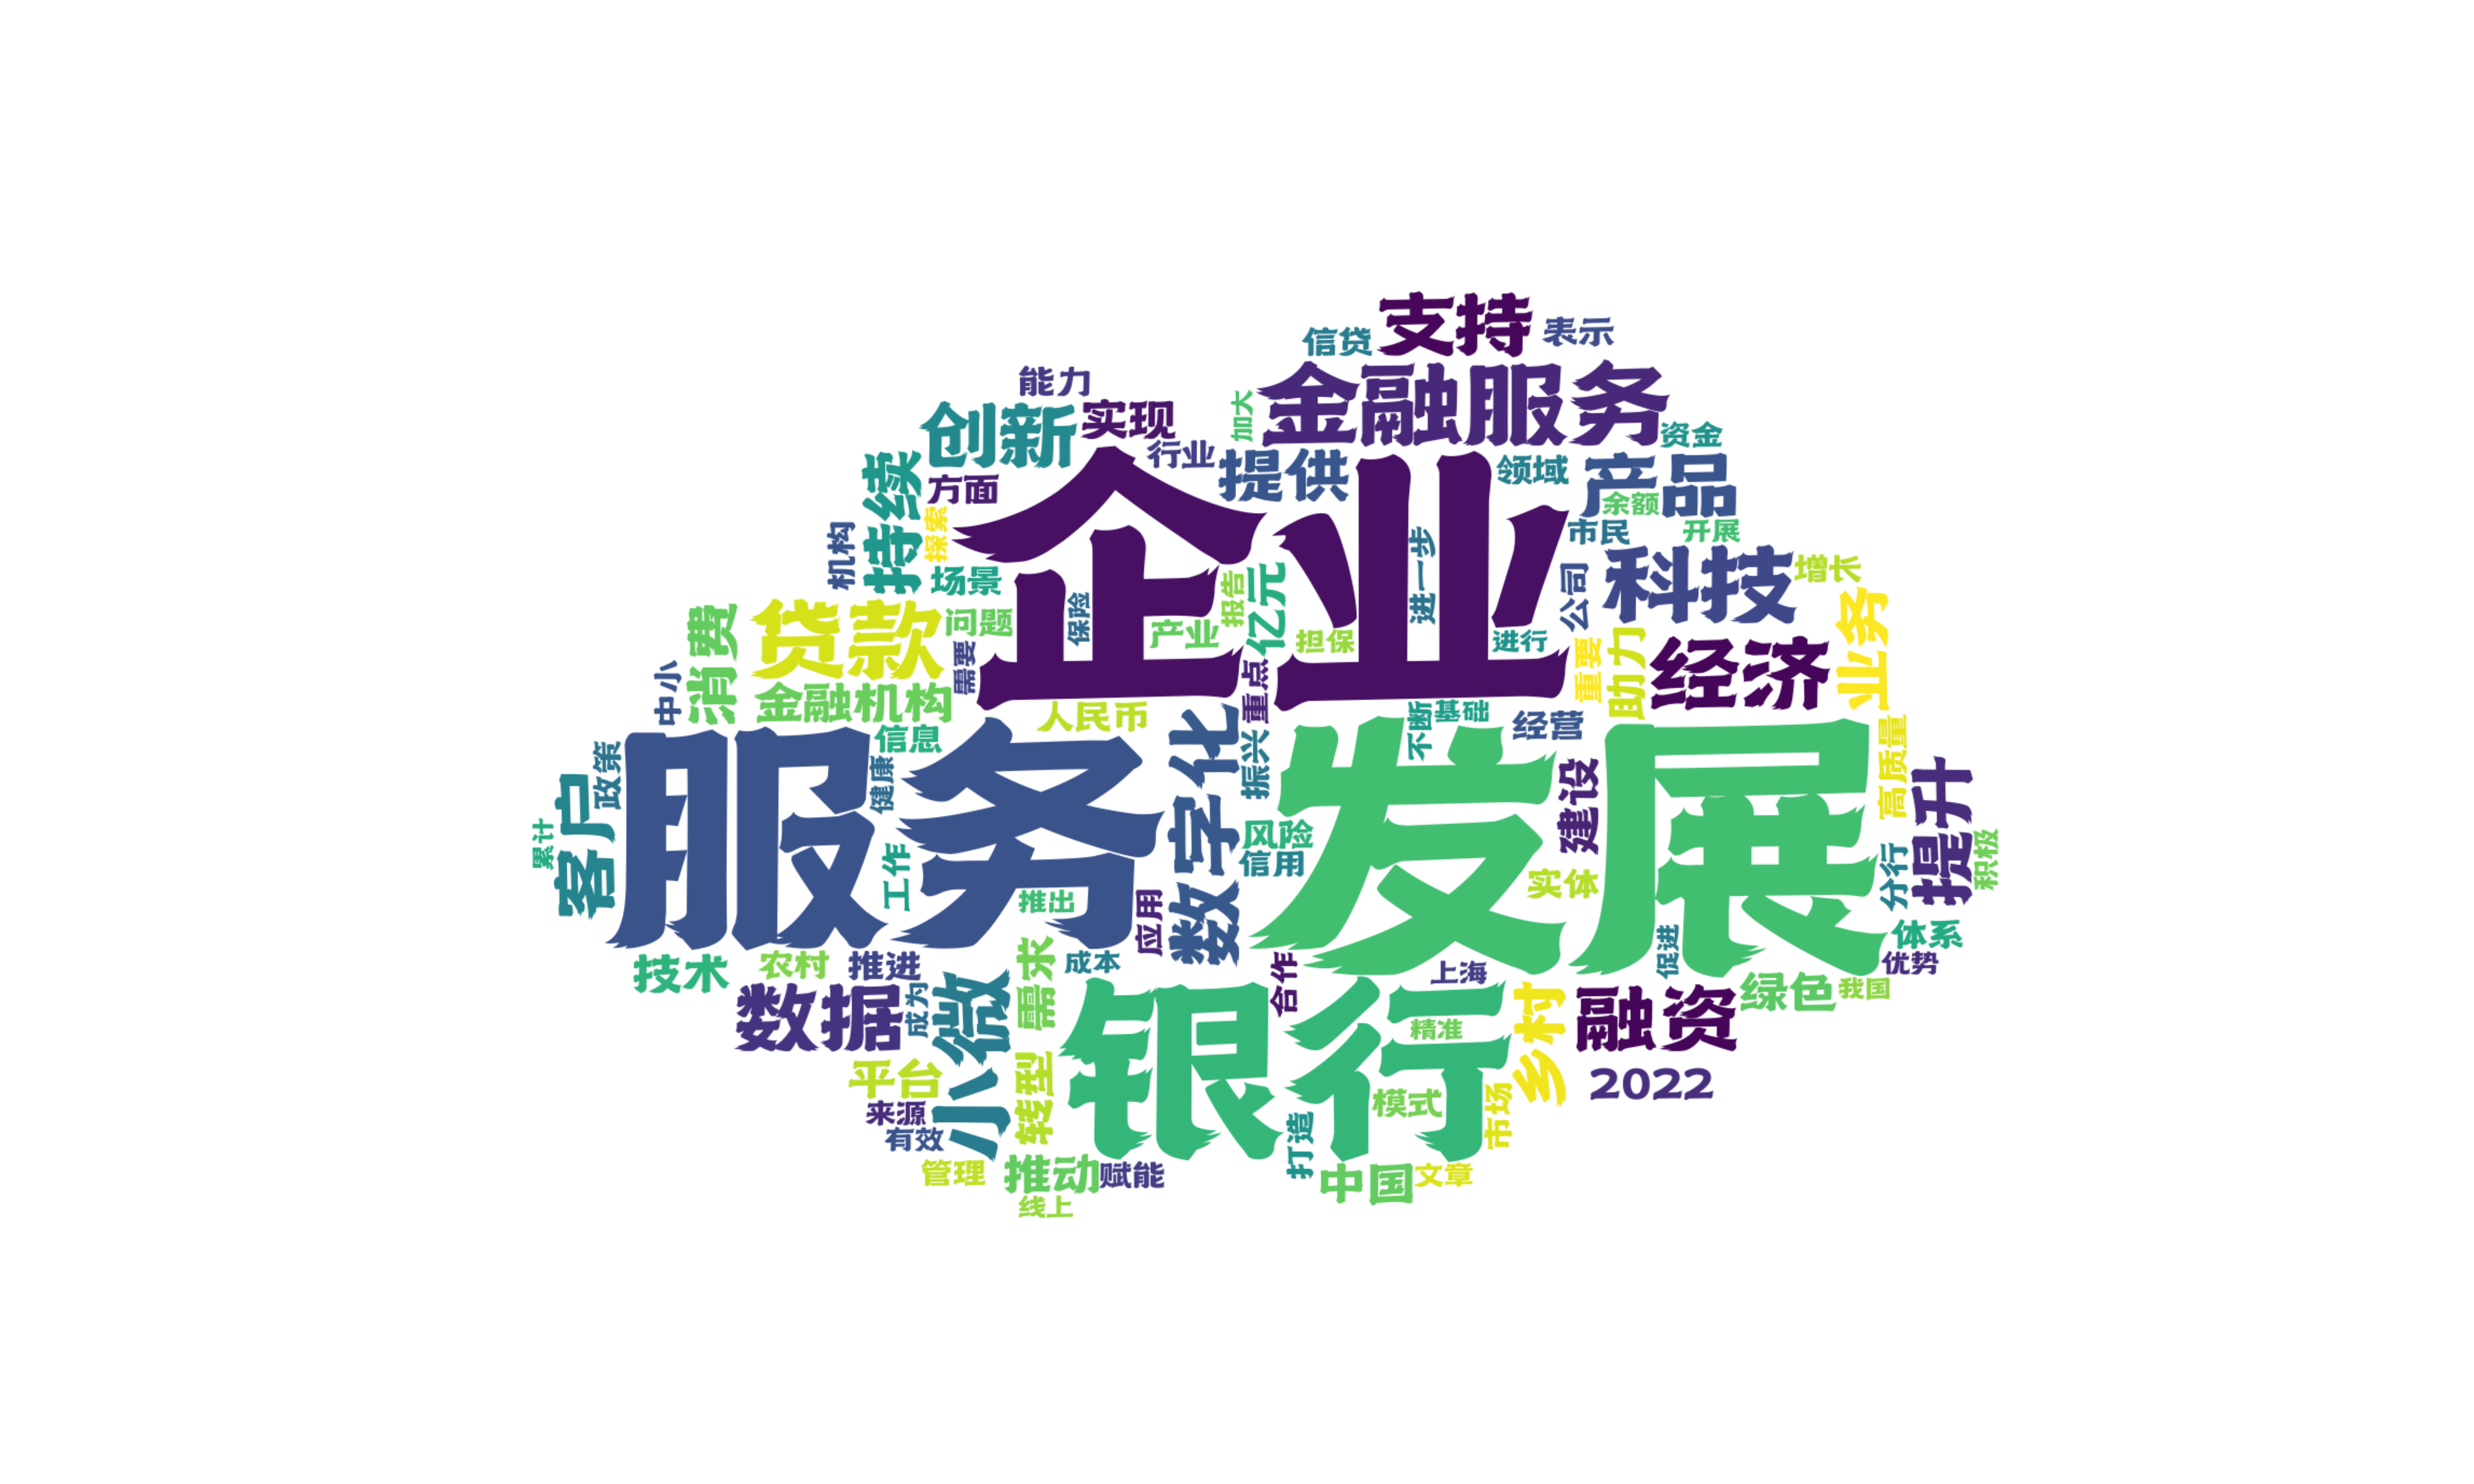 支持
信贷
表示
能力
金融服务
加大
创新
实现
行业
资金
提供
领域
产品
持续
方面
余额
企业
探索
机构
市民
开展
进一步
科技
增长
场景
公司
报告
亿元
保险
消费
贷款
问题
产业
担保
进行
业务
重要
助力
经济
需要
中小
金融机构
重点
人民币
不断
基础
经营
信息
数字化
高质量
服务
发展
政策
健康
振兴
建设
提升
客户
累计
风险
信用
工作
实体
分行
积极
推出
应用
体系
促进
技术
农村
推进
需求
成本
合作
上海
优势
数据
成为
小微
银行
精准
乡村
融资
绿色
我国
平台
转型
2022
来源
模式
市场
有效
打造
管理
推动
赋能
中国
文章
线上